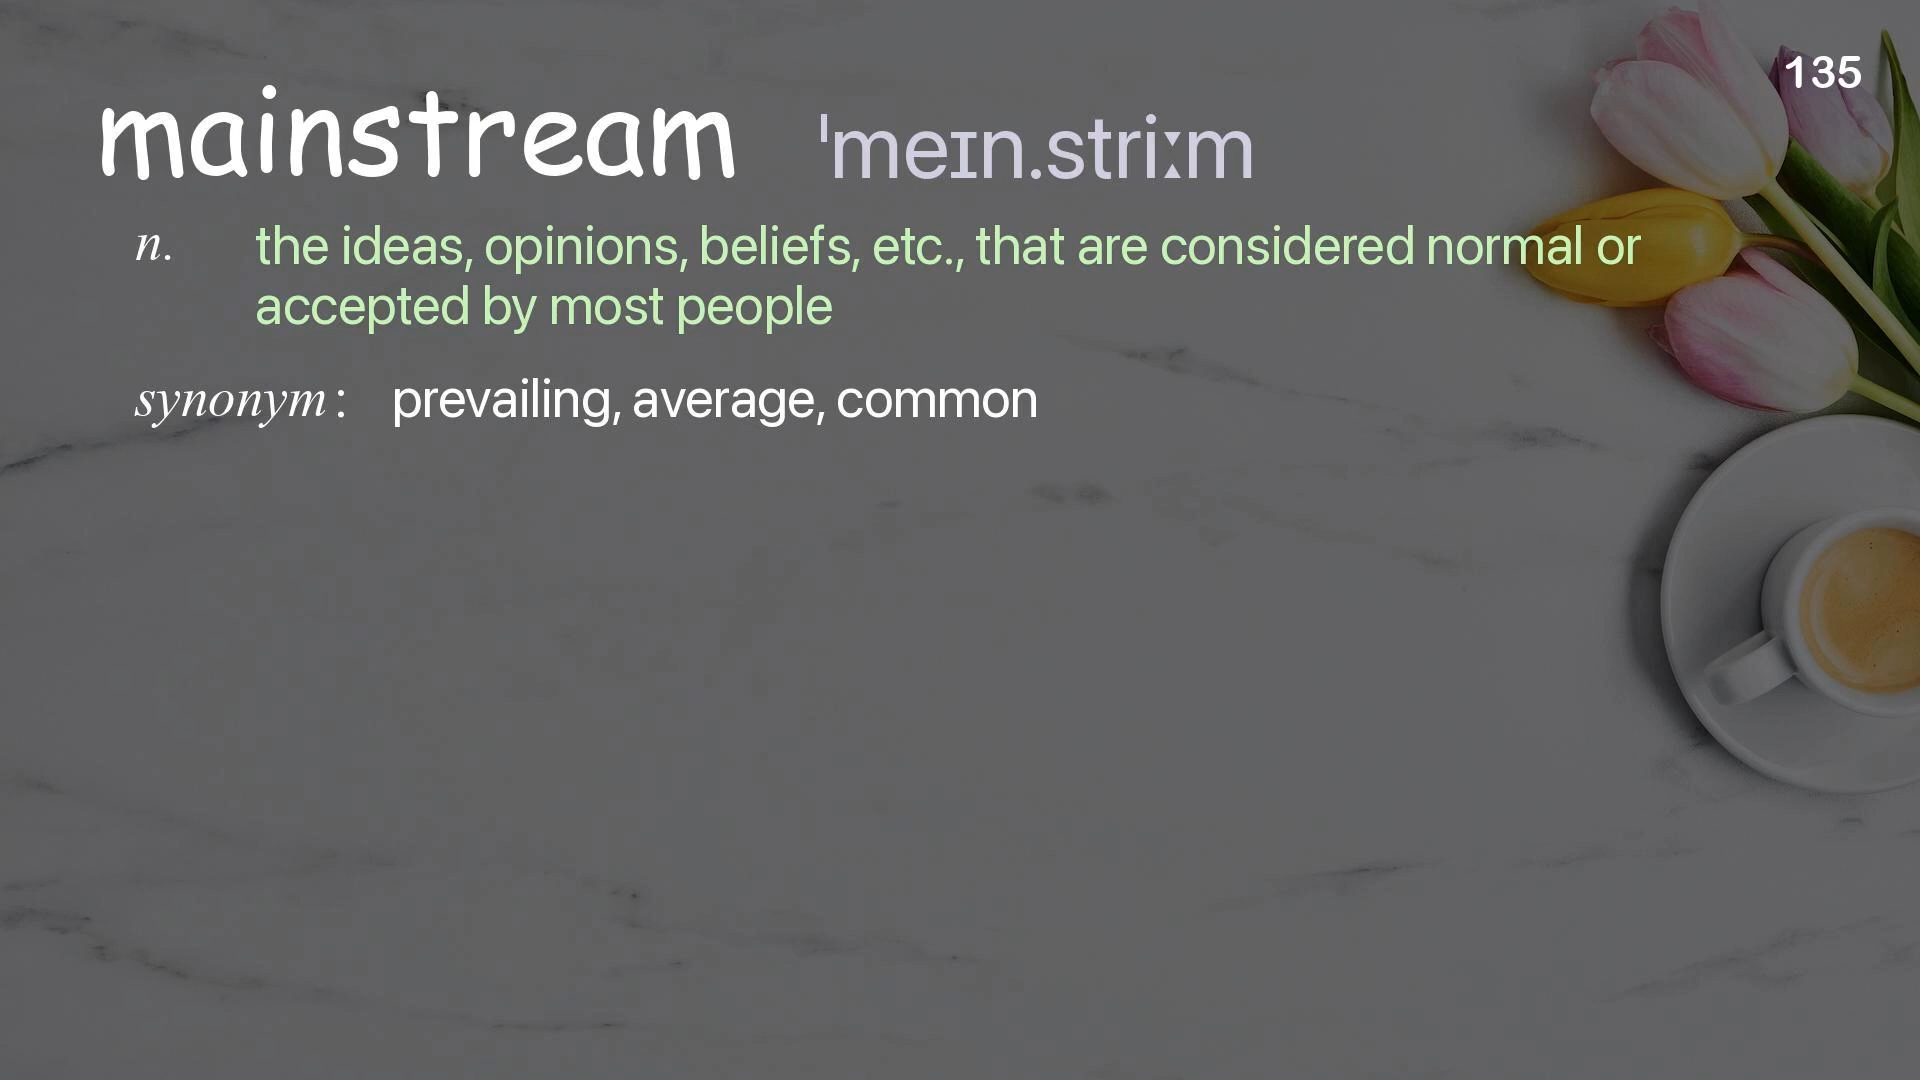 135
mainstream ˈmeɪn.striːm
n. the ideas, opinions, beliefs, etc., that are considered normal or
accepted by most people
synonym : prevailing, average, common